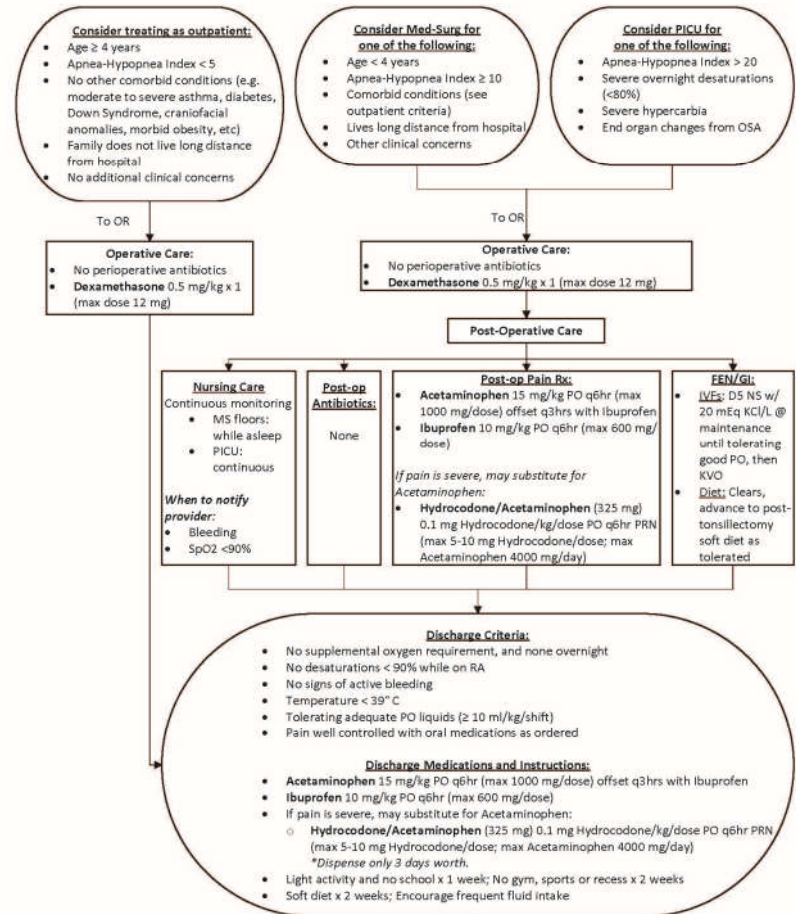 Consider treating as outpatient:
• Age ≥ 4 years
• Apnea-Hypopnea Index < 5
• No other comorbid conditions (e.g.
moderate to severe asthma, diabetes,
Down Syndrome, craniofacial
anomalies, morbid obesity, etc)
• Family does not live long distance
from hospital
• No additional clinical concerns
Consider Med-Surg for
one of the following:
• Age < 4 years
• Apnea-Hypopnea Index ≥ 10
• Comorbid conditions (see
outpatient criteria)
• Lives long distance from hospital
• Other clinical concerns
Consider PICU for
one of the following:
• Apnea-Hypopnea Index > 20
• Severe overnight desaturations
(<80%)
• Severe hypercarbia
• End organ changes from OSA
To OR
To OR
Operative Care:
• No perioperative antibiotics
• Dexamethasone 0.5 mg/kg x 1
(max dose 12 mg)
Operative Care:
• No perioperative antibiotics
• Dexamethasone 0.5 mg/kg x 1 (max dose 12 mg)
Post-Operative Care
Nursing Care
Continuous monitoring
• MS floors:
while asleep
• PICU:
continuous
When to notify
provider:
• Bleeding
• SpO2 <90%
Post-op
Antibiotics:
None
Post-op Pain Rx:
• Acetaminophen 15 mg/kg PO q6hr (max
1000 mg/dose) offset q3hrs with Ibuprofen
• Ibuprofen 10 mg/kg PO q6hr (max 600 mg/
dose)
If pain is severe, may substitute for
Acetaminophen:
• Hydrocodone/Acetaminophen (325 mg)
0.1 mg Hydrocodone/kg/dose PO q6hr PRN
(max 5-10 mg Hydrocodone/dose; max
Acetaminophen 4000 mg/day)
FEN/GI:
• IVFs: D5 NS w/
20 mEq KCl/L @
maintenance
until tolerating
good PO, then
KVO
• Diet: Clears,
advance to post-
tonsillectomy
soft diet as
tolerated
Discharge Criteria:
• No supplemental oxygen requirement, and none overnight
• No desaturations < 90% while on RA
• No signs of active bleeding
• Temperature < 39° C
• Tolerating adequate PO liquids (≥ 10 ml/kg/shift)
• Pain well controlled with oral medications as ordered
Discharge Medications and Instructions:
• Acetaminophen 15 mg/kg PO q6hr (max 1000 mg/dose) offset q3hrs with Ibuprofen
• Ibuprofen 10 mg/kg PO q6hr (max 600 mg/dose)
• If pain is severe, may substitute for Acetaminophen:
○ Hydrocodone/Acetaminophen (325 mg) 0.1 mg Hydrocodone/kg/dose PO q6hr PRN
(max 5-10 mg Hydrocodone/dose; max Acetaminophen 4000 mg/day)
*Dispense only 3 days worth.
• Light activity and no school x 1 week; No gym, sports or recess x 2 weeks
• Soft diet x 2 weeks; Encourage frequent fluid intake